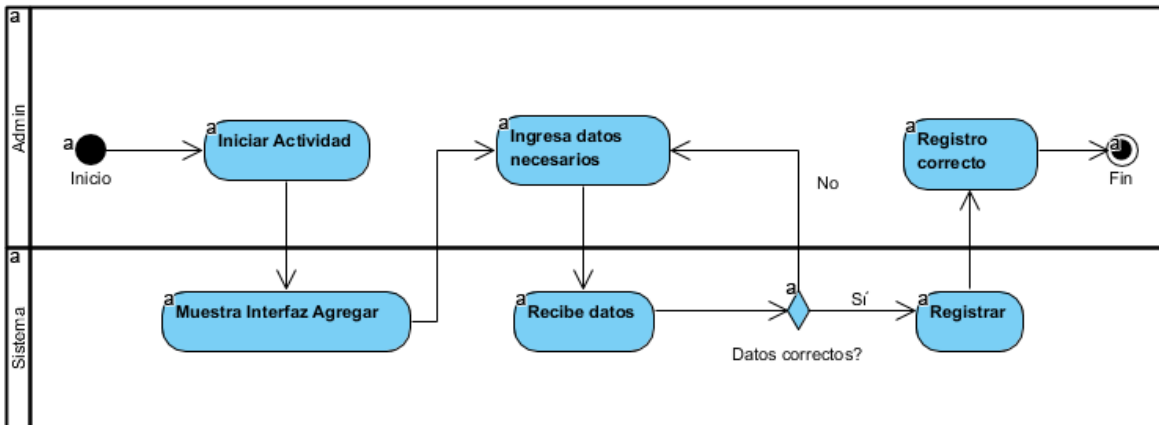 a
Admin
a
Inicio
a
Iniciar Actividad
a
Ingresa datos
necesarios
No
a
Registro
correcto
a
Fin
a
Sistema
a
Muestra Interfaz Agregar
a
Recibe datos
a
Datos correctos?
Sí
a
Registrar